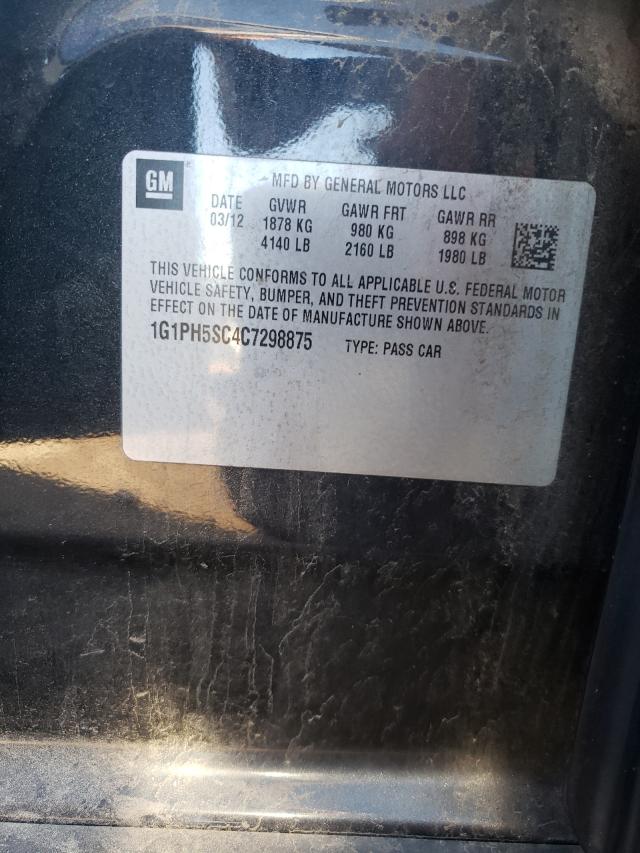 GM MFD BY GENERAL MOTORS LLC
DATE GVWR GAWR FRT GAWR RR
03/12 1878 KG 980 KG 898 KG
4140 LB 2160 LB 1980 LB
THIS VEHICLE CONFORMS TO ALL APPLICABLE U.S. FEDERAL MOTOR
VEHICLE SAFETY, BUMPER, AND THEFT PREVENTION STANDARDS IN
EFFECT ON THE DATE OF MANUFACTURE SHOWN ABOVE.
1G1PH5SC4C7298875 TYPE: PASS CAR